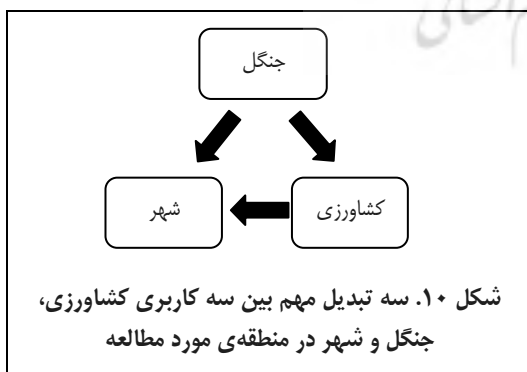 جنگل
شهر
کشاورزی
شکل ۱۰. سه تبدیل مهم بین سه کاربری کشاورزی،
جنگل و شهر در منطقه‌ی مورد مطالعه